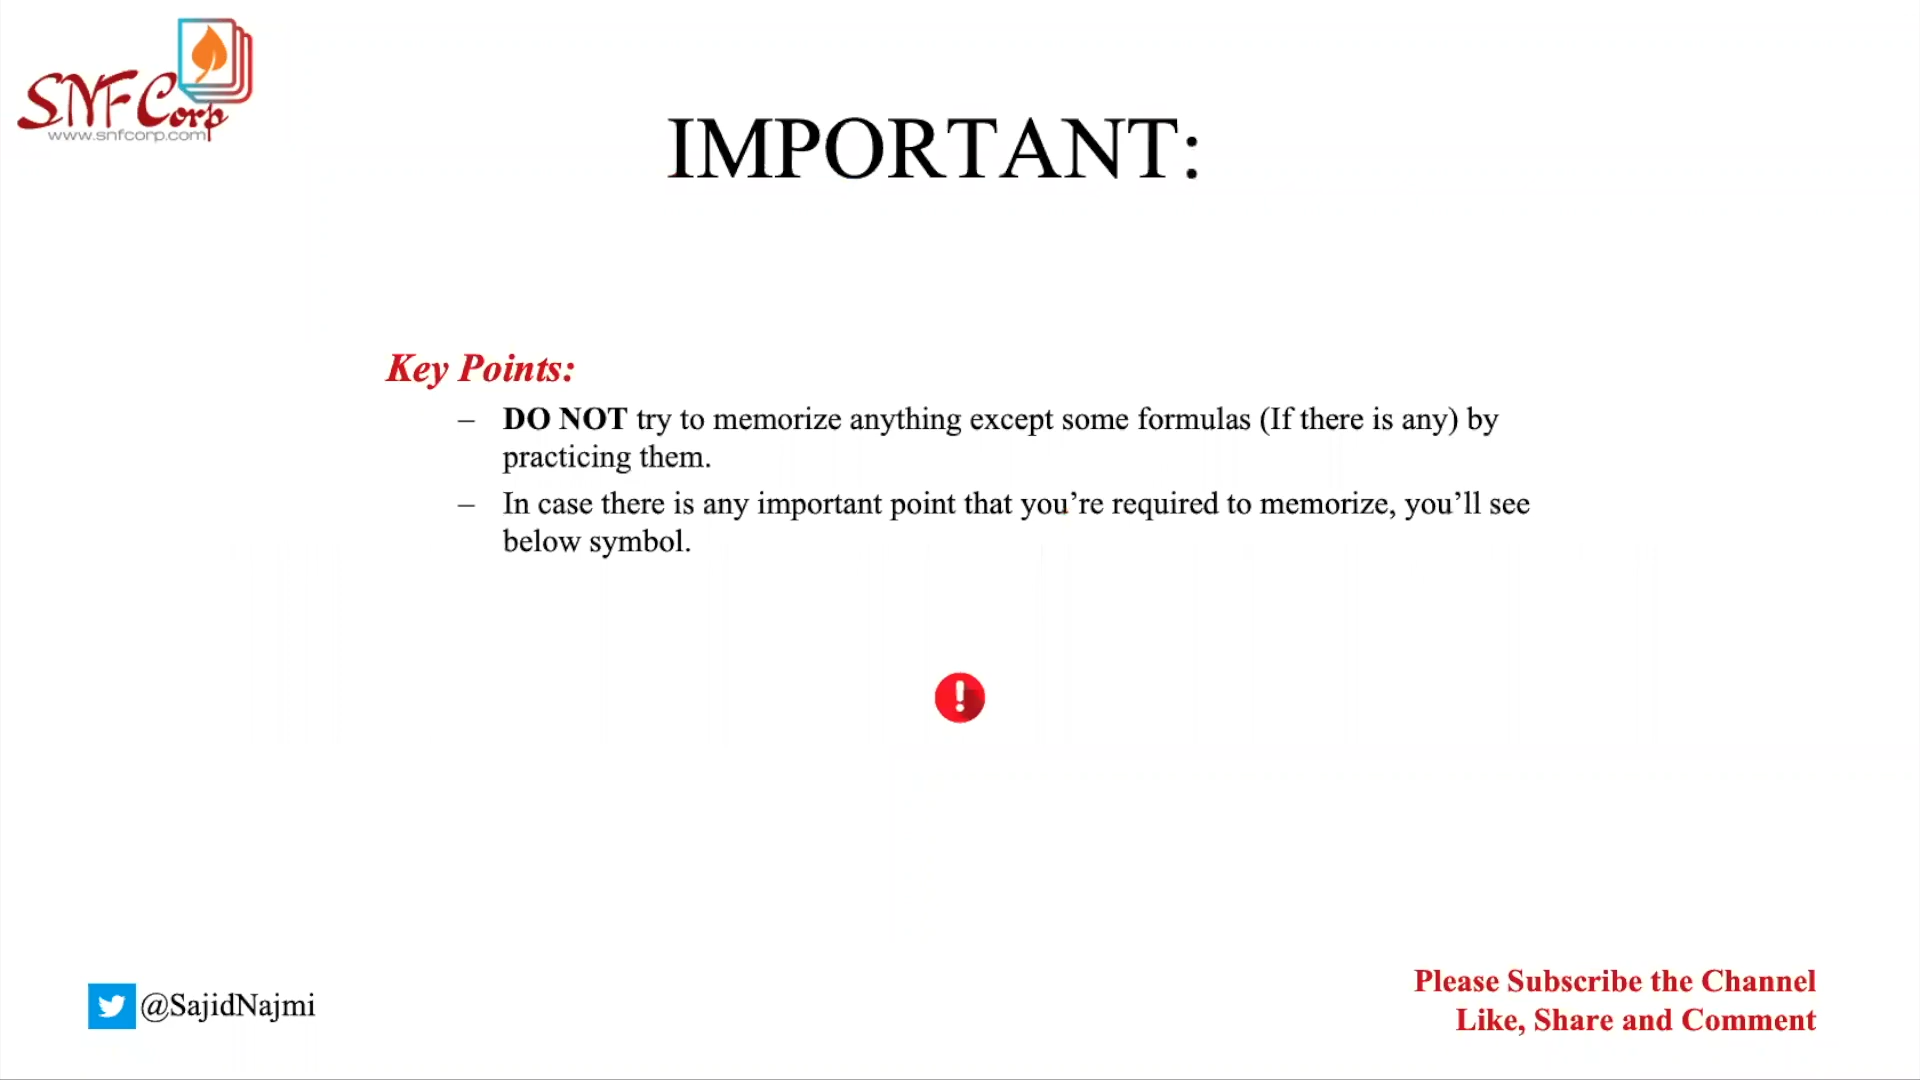 SNF Corp
www.snfcorp.com
IMPORTANT:
Key Points:
– DO NOT try to memorize anything except some formulas (If there is any) by
practicing them.
– In case there is any important point that you’re required to memorize, you’ll see
below symbol.
!
@SajidNajmi
Please Subscribe the Channel
Like, Share and Comment